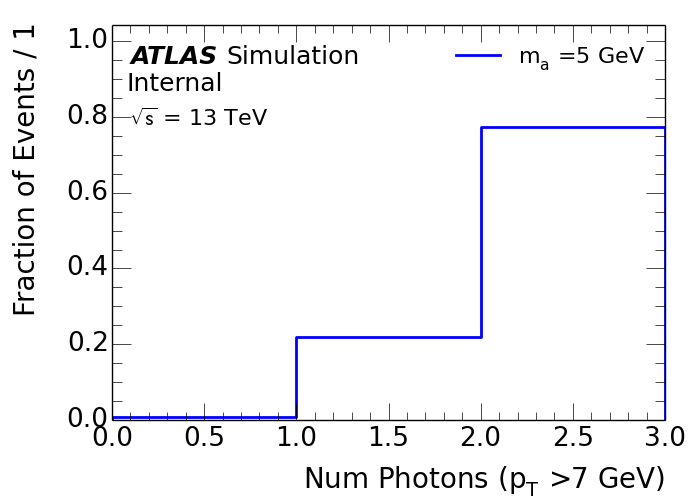 Fraction of Events / 1
1.0
0.8
0.6
0.4
0.2
0.0
ATLAS Simulation
Internal
√s = 13 TeV
mₐ =5 GeV
0.0 0.5 1.0 1.5 2.0 2.5 3.0
Num Photons (p_T >7 GeV)